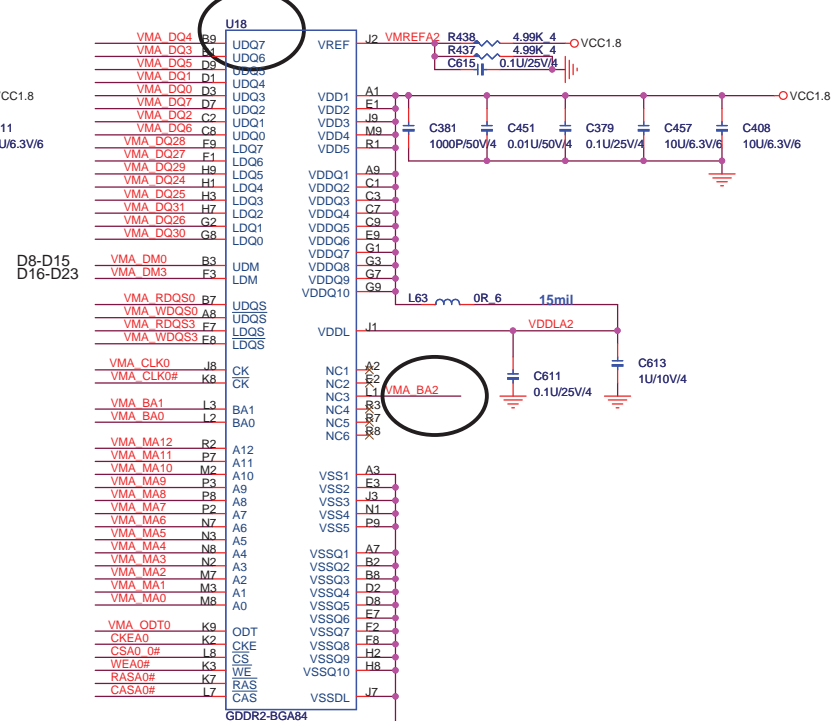 U18
VMA_DQ4 B9 UDQ7
VMA_DQ3 B1 UDQ6
VMA_DQ5 D9 UDQ5
VMA_DQ1 D1 UDQ4
VMA_DQ0 D3 UDQ3
VMA_DQ7 D7 UDQ2
VMA_DQ2 C2 UDQ1
VMA_DQ6 C8 UDQ0
VMA_DQ28 F9 LDQ7
VMA_DQ27 F1 LDQ6
VMA_DQ29 H9 LDQ5
VMA_DQ24 H1 LDQ4
VMA_DQ25 H3 LDQ3
VMA_DQ31 H7 LDQ2
VMA_DQ26 G2 LDQ1
VMA_DQ30 G8 LDQ0
D8-D15
D16-D23
VMA_DM0 B3 UDM
VMA_DM3 F3 LDM
VMA_RDQS0 B7 UDQS
VMA_WDQS0 A8 UDQS
VMA_RDQS3 F7 LDQS
VMA_WDQS3 E8 LDQS
VMA_CLK0 J8 CK
VMA_CLK0# K8 CK
VMA_BA1 L3 BA1
VMA_BA0 L2 BA0
VMA_MA12 R2 A12
VMA_MA11 P7 A11
VMA_MA10 M2 A10
VMA_MA9 P3 A9
VMA_MA8 P8 A8
VMA_MA7 P2 A7
VMA_MA6 N7 A6
VMA_MA5 N3 A5
VMA_MA4 N8 A4
VMA_MA3 N2 A3
VMA_MA2 M7 A2
VMA_MA1 M3 A1
VMA_MA0 M8 A0
VMA_ODT0 K9 ODT
CKEA0 K2 CKE
CSA0_0# L8 CS
WEA0# K3 WE
RASA0# K7 RAS
CASA0# L7 CAS
GDDR2-BGA84
VREF J2 VMREFA2
R438 4.99K_4 VCC1.8
R437 4.99K_4
C615 0.1U/25V/4
VDD1 A1
VDD2 E1
VDD3 J9
VDD4 M9
VDD5 R1
VCC1.8
C381 1000P/50V/4
C451 0.01U/50V/4
C379 0.1U/25V/4
C457 10U/6.3V/6
C408 10U/6.3V/6
VDDQ1 A9
VDDQ2 C1
VDDQ3 C3
VDDQ4 C7
VDDQ5 C9
VDDQ6 E9
VDDQ7 G1
VDDQ8 G3
VDDQ9 G7
VDDQ10 G9
L63 0R_6 15mil
VDDL J1 VDDLA2
C611 0.1U/25V/4
C613 1U/10V/4
NC1 A2
NC2 E2
NC3 L1 VMA_BA2
NC4 R3
NC5 R7
NC6 R8
VSS1 A3
VSS2 E3
VSS3 J3
VSS4 N1
VSS5 P9
VSSQ1 A7
VSSQ2 B2
VSSQ3 B8
VSSQ4 D2
VSSQ5 D8
VSSQ6 E7
VSSQ7 F2
VSSQ8 F8
VSSQ9 H2
VSSQ10 H8
VSSDL J7
VCC1.8
11
U/6.3V/6